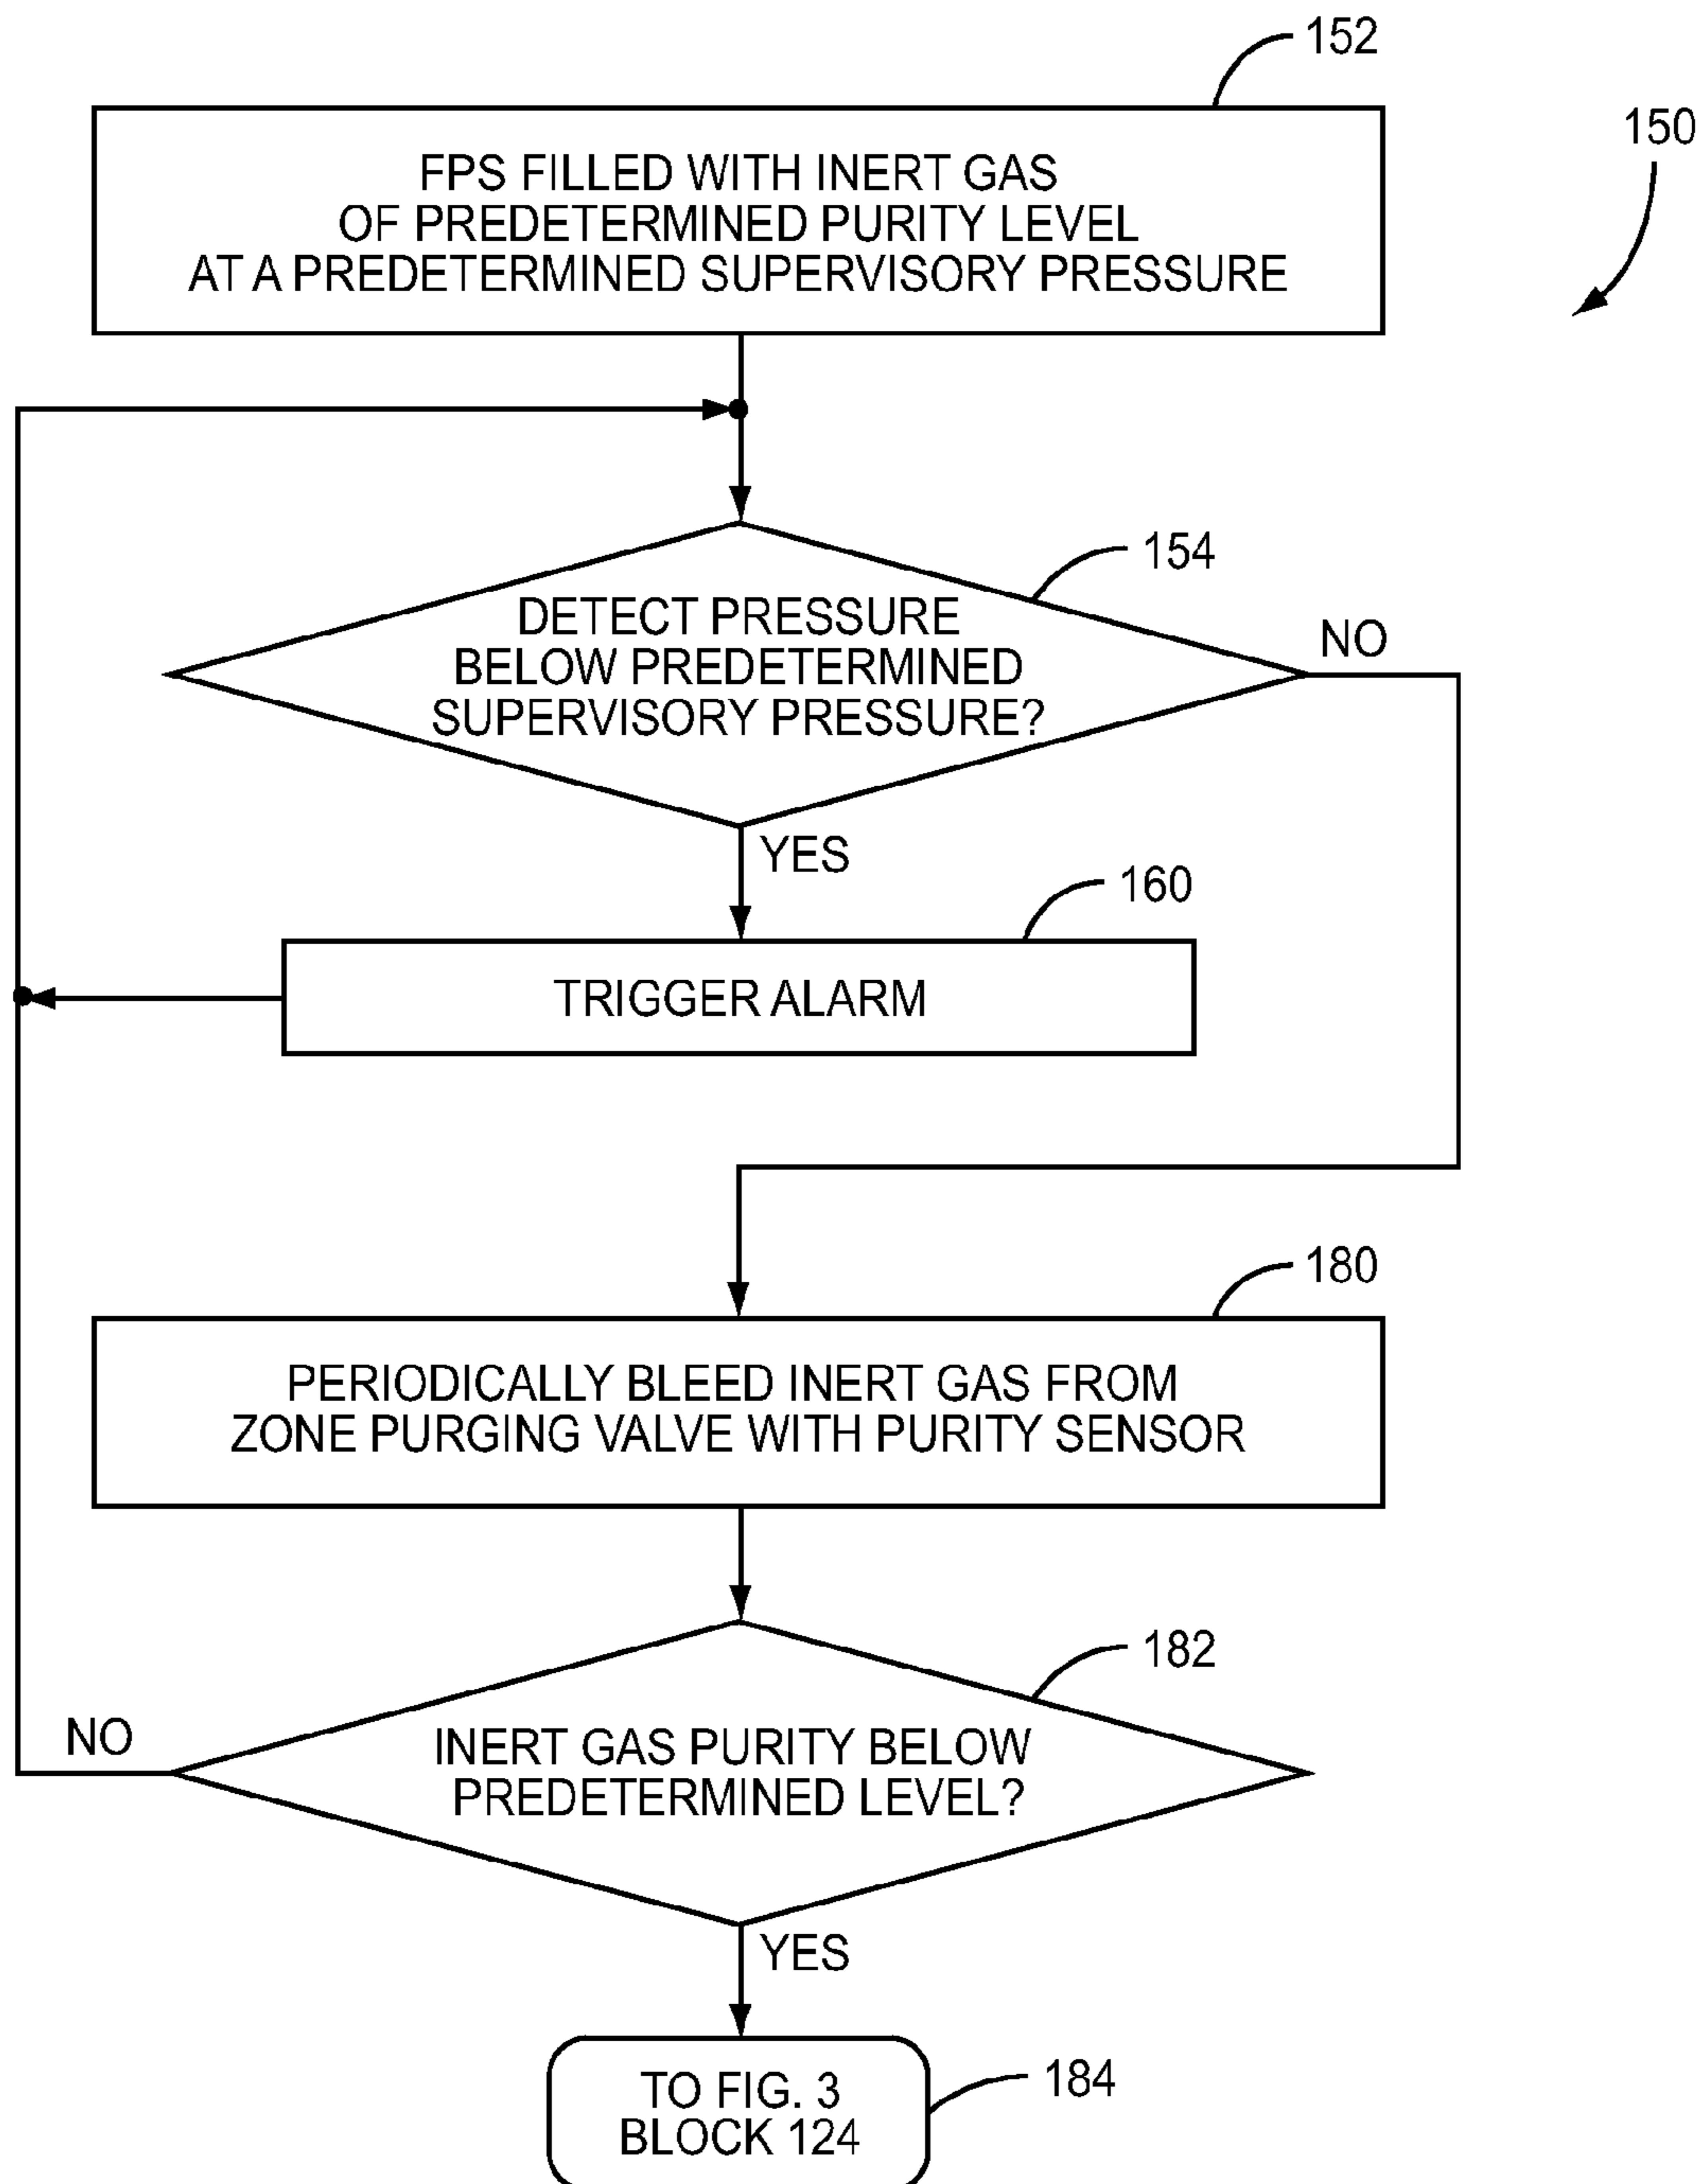 152
150
FPS FILLED WITH INERT GAS
OF PREDETERMINED PURITY LEVEL
AT A PREDETERMINED SUPERVISORY PRESSURE
154
DETECT PRESSURE
BELOW PREDETERMINED
SUPERVISORY PRESSURE?
NO
YES
160
TRIGGER ALARM
180
PERIODICALLY BLEED INERT GAS FROM
ZONE PURGING VALVE WITH PURITY SENSOR
182
INERT GAS PURITY BELOW
PREDETERMINED LEVEL?
NO
YES
TO FIG. 3
BLOCK 124
184